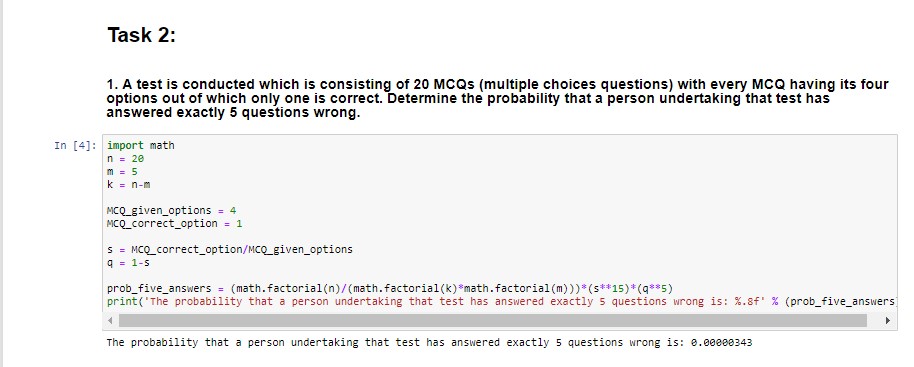 Task 2:
1. A test is conducted which is consisting of 20 MCQs (multiple choices questions) with every MCQ having its four
options out of which only one is correct. Determine the probability that a person undertaking that test has
answered exactly 5 questions wrong.
In [4]: import math
n = 20
m = 5
k = n-m
MCQ_given_options = 4
MCQ_correct_option = 1
s = MCQ_correct_option/MCQ_given_options
q = 1-s
prob_five_answers = (math.factorial(n)/(math.factorial(k)*math.factorial(m)))*(s**15)*(q**5)
print('The probability that a person undertaking that test has answered exactly 5 questions wrong is: %.8f' % (prob_five_answers
The probability that a person undertaking that test has answered exactly 5 questions wrong is: 0.00000343